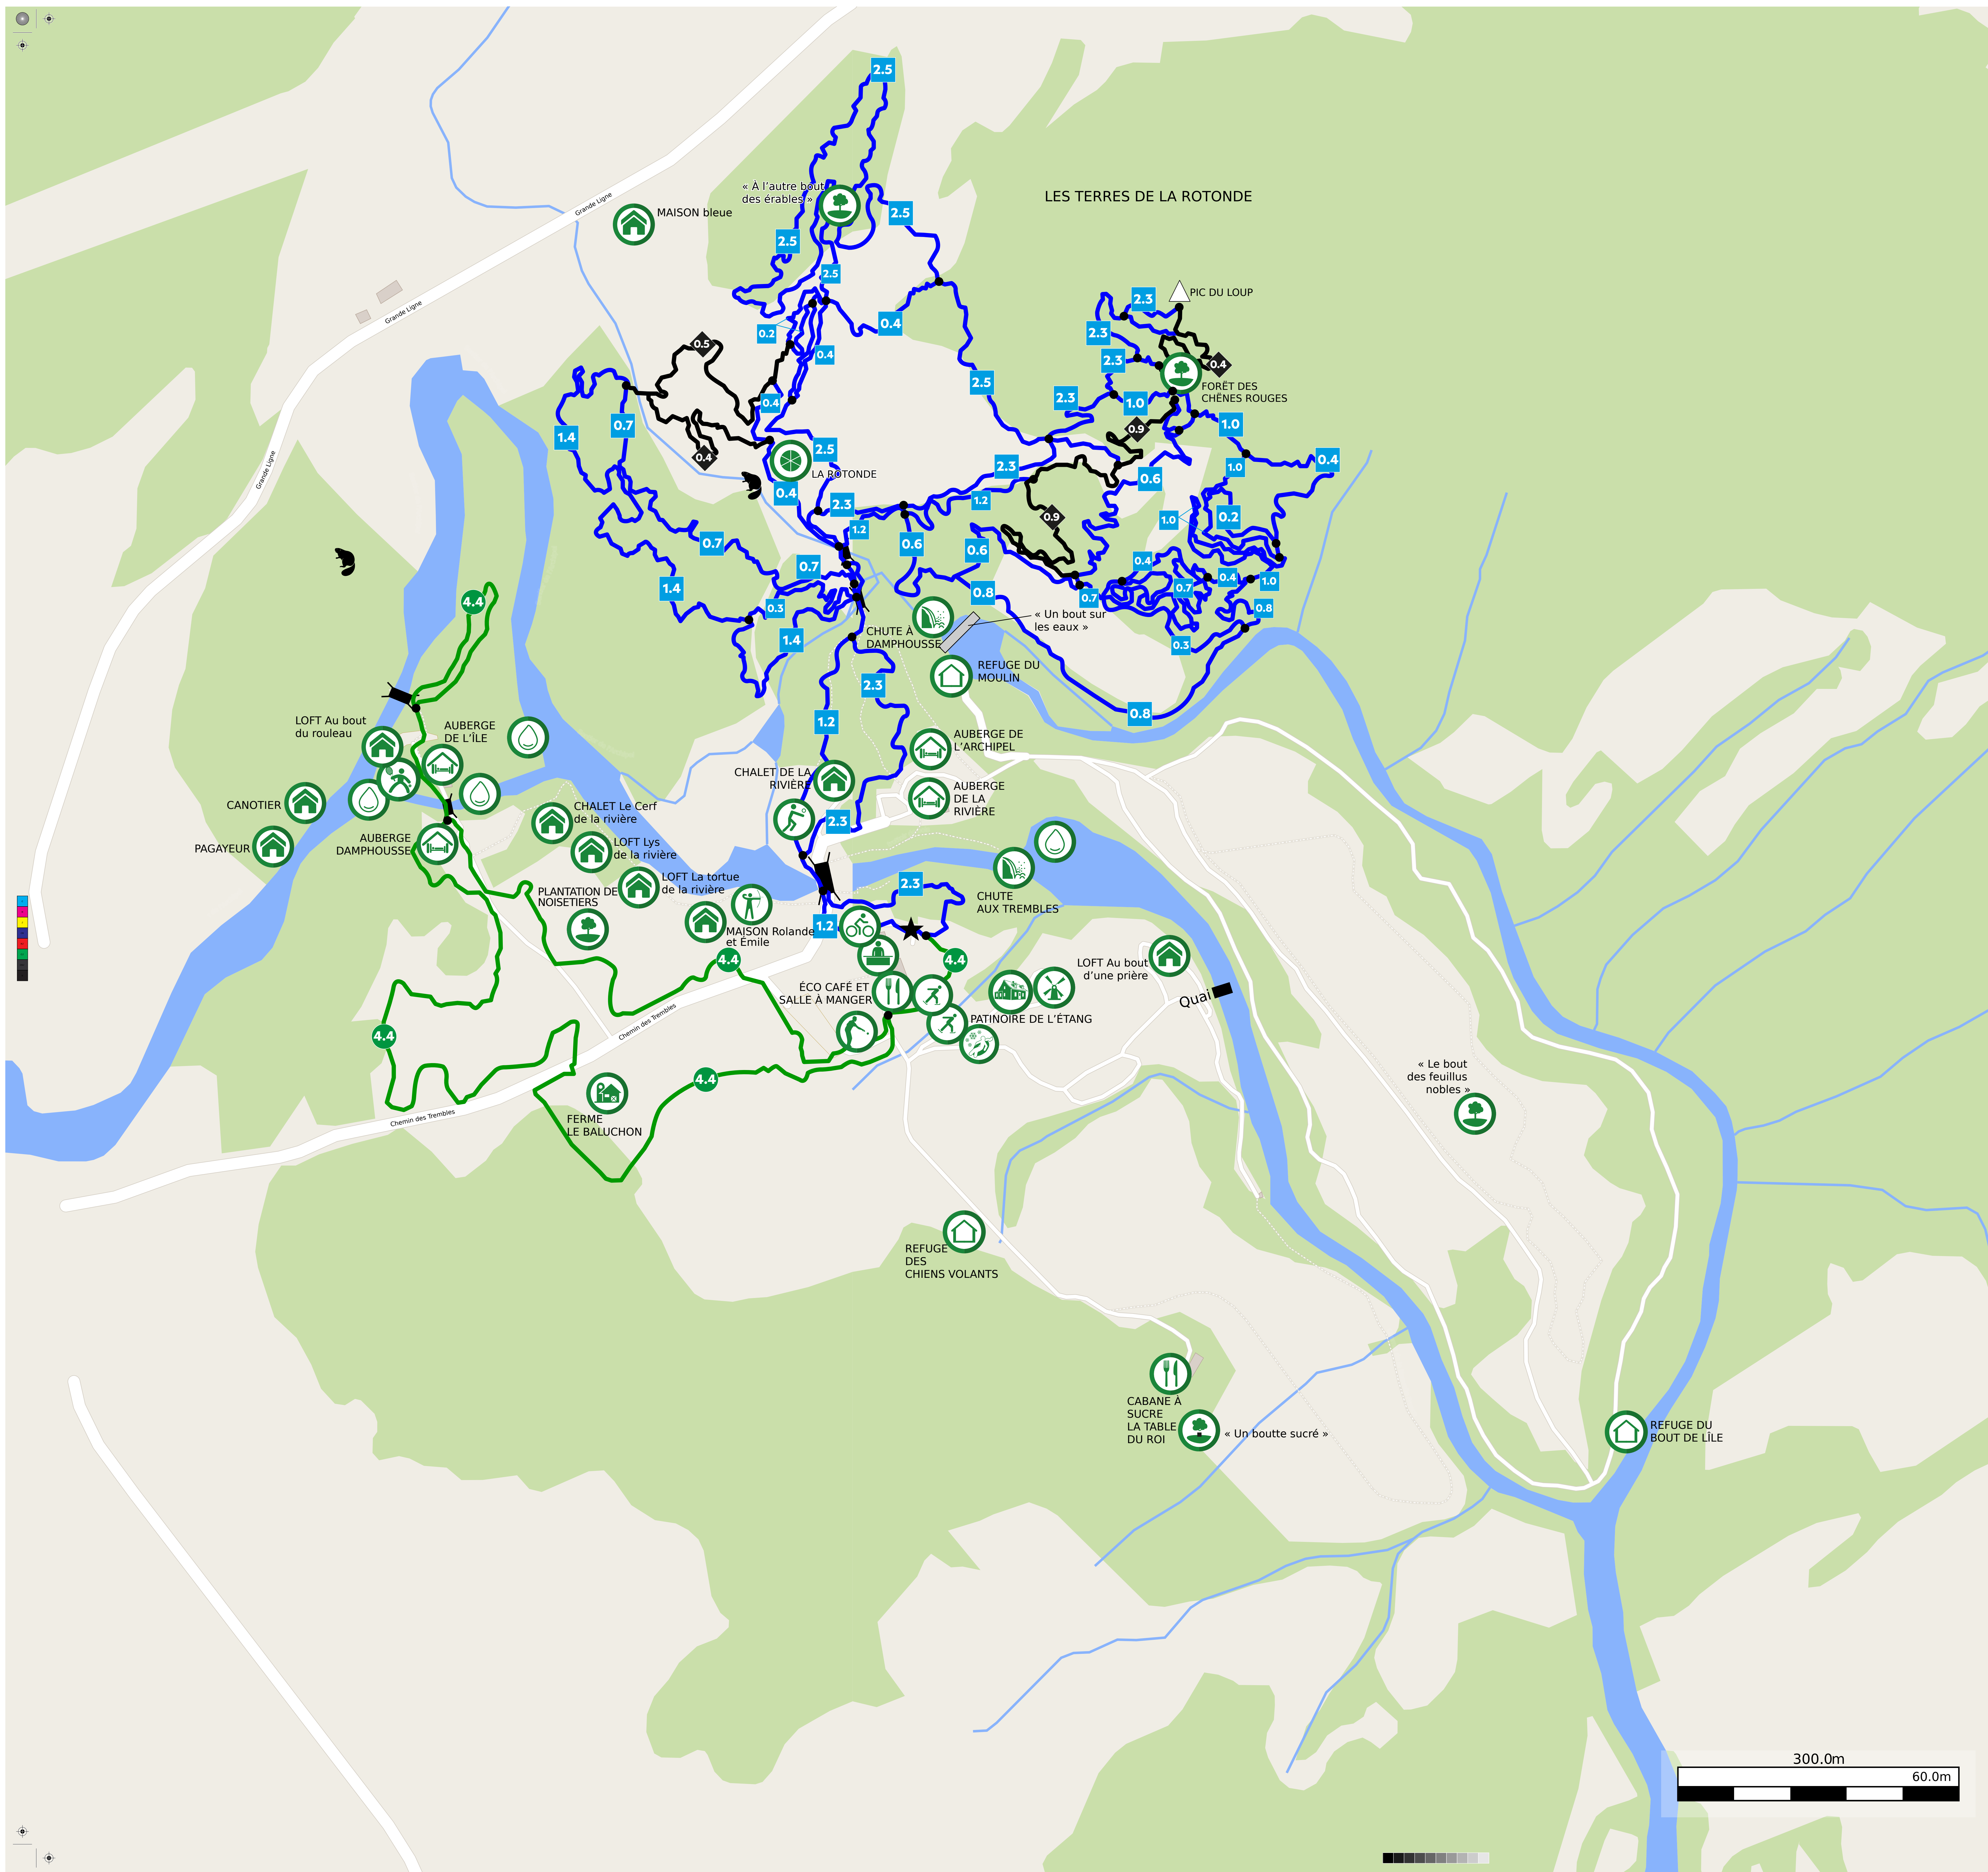 2.5
« À l’autre bout
des érables »
LES TERRES DE LA ROTONDE
Grande Ligne
MAISON bleue
2.5
2.5
2.5
PIC DU LOUP
2.3
Grande Ligne
0.4
0.2
2.3
0.5
0.4
2.3
0.4
2.5
FORÊT DES
CHÊNES ROUGES
2.3
1.0
0.4
0.7
1.4
0.9
1.0
2.5
0.4
LA ROTONDE
2.3
1.0
0.4
Grande Ligne
0.6
0.4
2.3
1.2
1.2
0.9
1.0
0.2
0.7
0.6
0.6
0.7
0.4
0.4
1.0
1.4
0.3
0.8
0.7
0.7
0.8
4.4
« Un bout sur
les eaux »
CHUTE À
DAMPHOUSSE
1.4
0.3
REFUGE DU
MOULIN
2.3
0.8
1.2
LOFT Au bout
du rouleau
AUBERGE
DE L’ÎLE
AUBERGE DE
L’ARCHIPEL
CHALET DE LA
RIVIÈRE
AUBERGE
DE LA
RIVIÈRE
CANOTIER
CHALET Le Cerf
de la rivière
2.3
PAGAYEUR
AUBERGE
DAMPHOUSSE
LOFT Lys
de la rivière
LOFT La tortue
de la rivière
2.3
PLANTATION DE
NOISETIERS
CHUTE
AUX TREMBLES
1.2
MAISON Rolande
et Émile
4.4
4.4
LOFT Au bout
d’une prière
ÉCO CAFÉ ET
SALLE À MANGER
Quai
PATINOIRE DE L’ÉTANG
Chemin des Trembles
4.4
4.4
« Le bout
des feuillus
nobles »
Chemin des Trembles
FERME
LE BALUCHON
REFUGE
DES
CHIENS VOLANTS
CABANE À
SUCRE
LA TABLE
DU ROI
« Un boutte sucré »
REFUGE DU
BOUT DE LÎLE
300.0m
60.0m